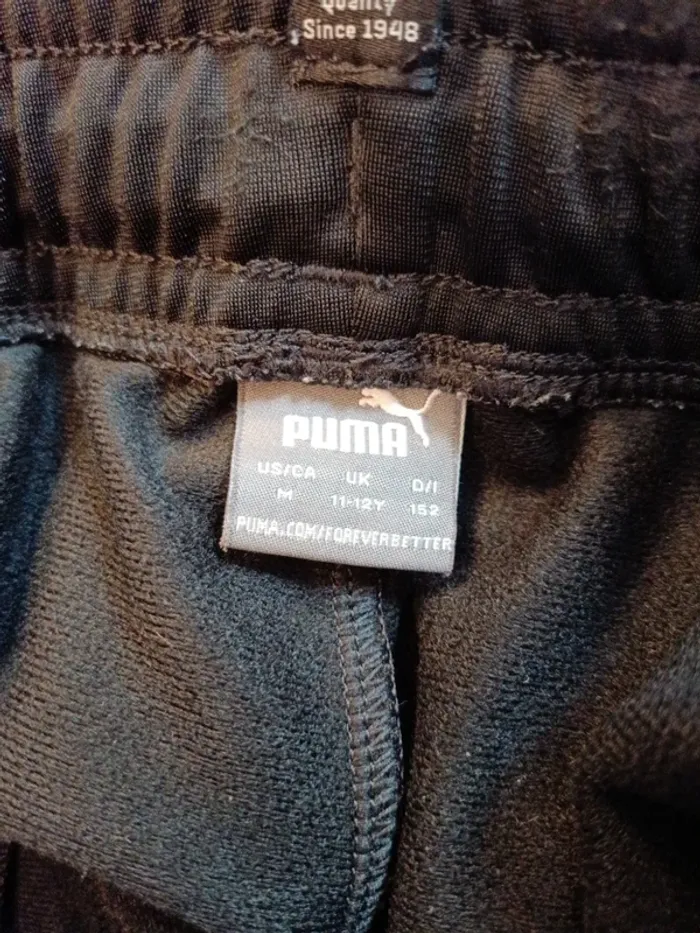 Quality
Since 1948
PUMA
US/CA UK D/I
M 11-12Y 152
PUMA.COM/FOREVERBETTER